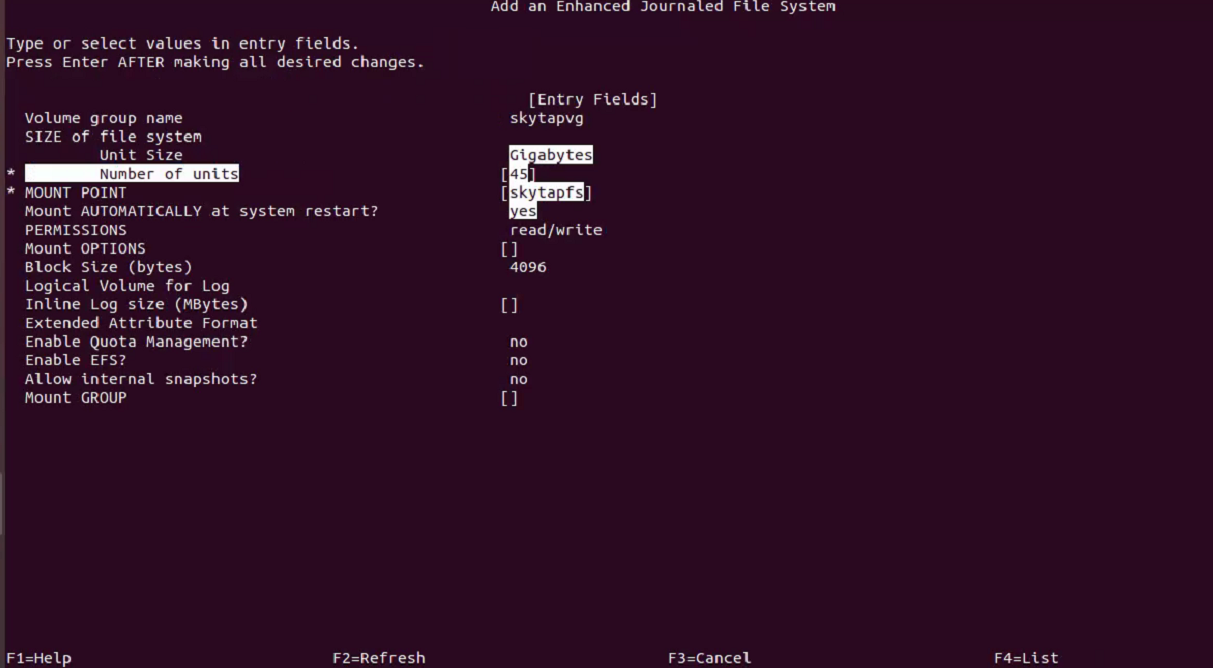 Add an Enhanced Journaled File System
Type or select values in entry fields.
Press Enter AFTER making all desired changes.
[Entry Fields]
Volume group name skytapvg
SIZE of file system
Unit Size Gigabytes
* Number of units [45]
* MOUNT POINT [skytapfs]
Mount AUTOMATICALLY at system restart? yes
PERMISSIONS read/write
Mount OPTIONS []
Block Size (bytes) 4096
Logical Volume for Log
Inline Log size (MBytes) []
Extended Attribute Format
Enable Quota Management? no
Enable EFS? no
Allow internal snapshots? no
Mount GROUP []
F1=Help F2=Refresh F3=Cancel F4=List